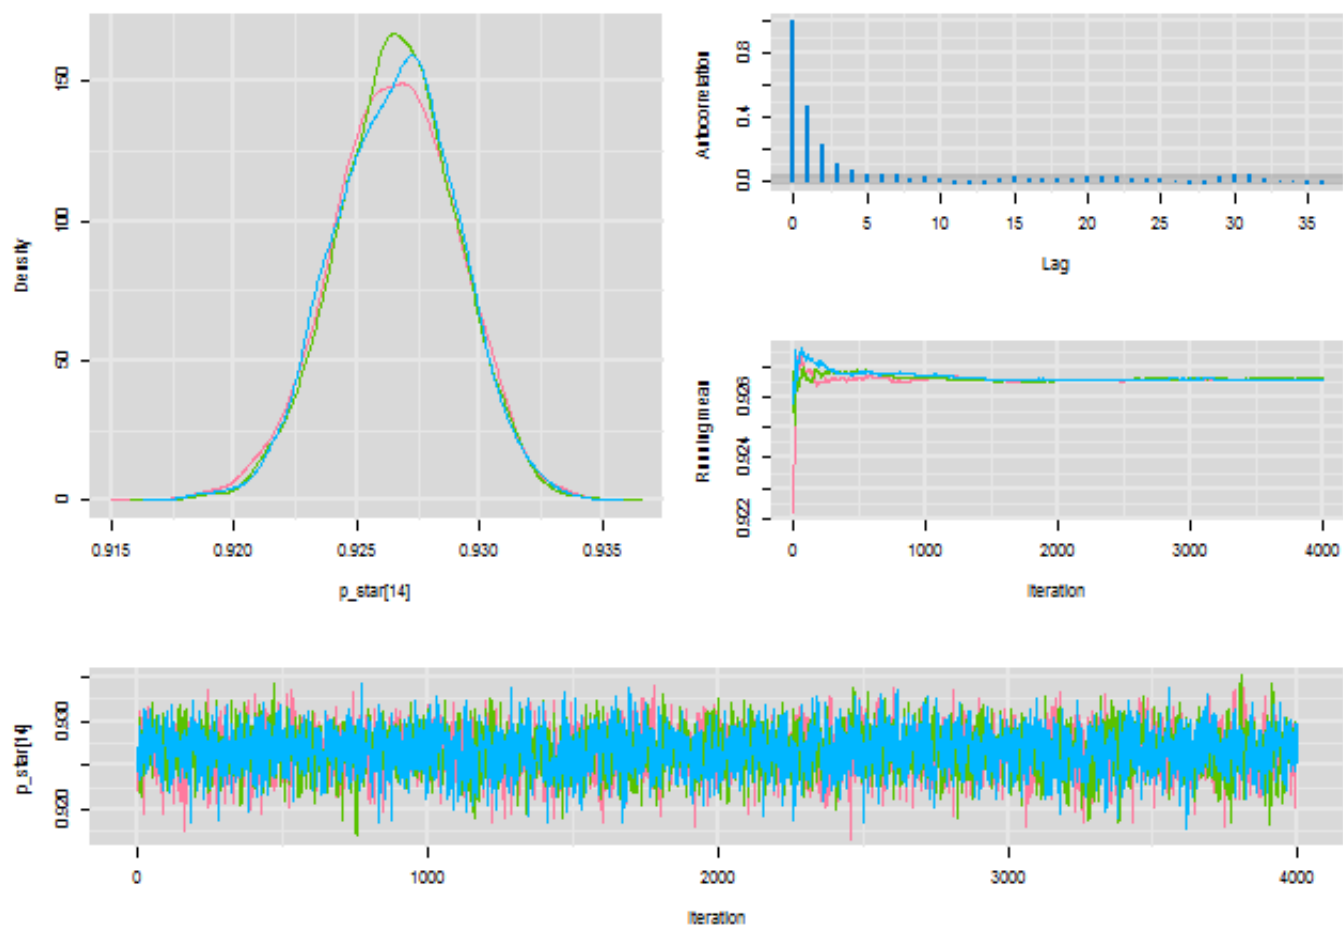 Density
0 50 100 150
0.915 0.920 0.925 0.930 0.935
p_star[14]
Autocorrelation
0.0 0.4 0.8
0 5 10 15 20 25 30 35
Lag
Running mean
0.922 0.924 0.926
0 1000 2000 3000 4000
Iteration
p_star[14]
0.920 0.930
0 1000 2000 3000 4000
Iteration